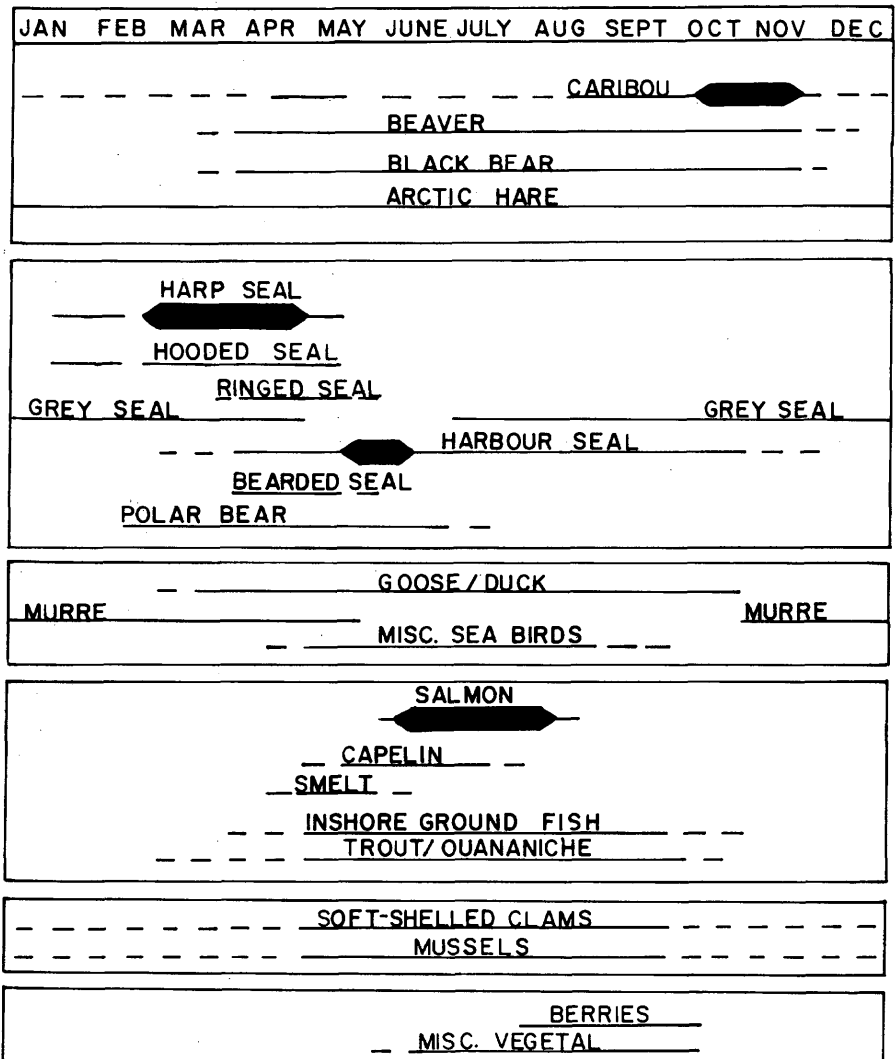 JAN FEB MAR APR MAY JUNE JULY AUG SEPT OCT NOV DEC
CARIBOU
BEAVER
BLACK BEAR
ARCTIC HARE
HARP SEAL
HOODED SEAL
RINGED SEAL
GREY SEAL GREY SEAL
HARBOUR SEAL
BEARDED SEAL
POLAR BEAR
GOOSE/DUCK
MURRE MURRE
MISC. SEA BIRDS
SALMON
CAPELIN
SMELT
INSHORE GROUND FISH
TROUT/OUANANICHE
SOFT-SHELLED CLAMS
MUSSELS
BERRIES
MISC. VEGETAL